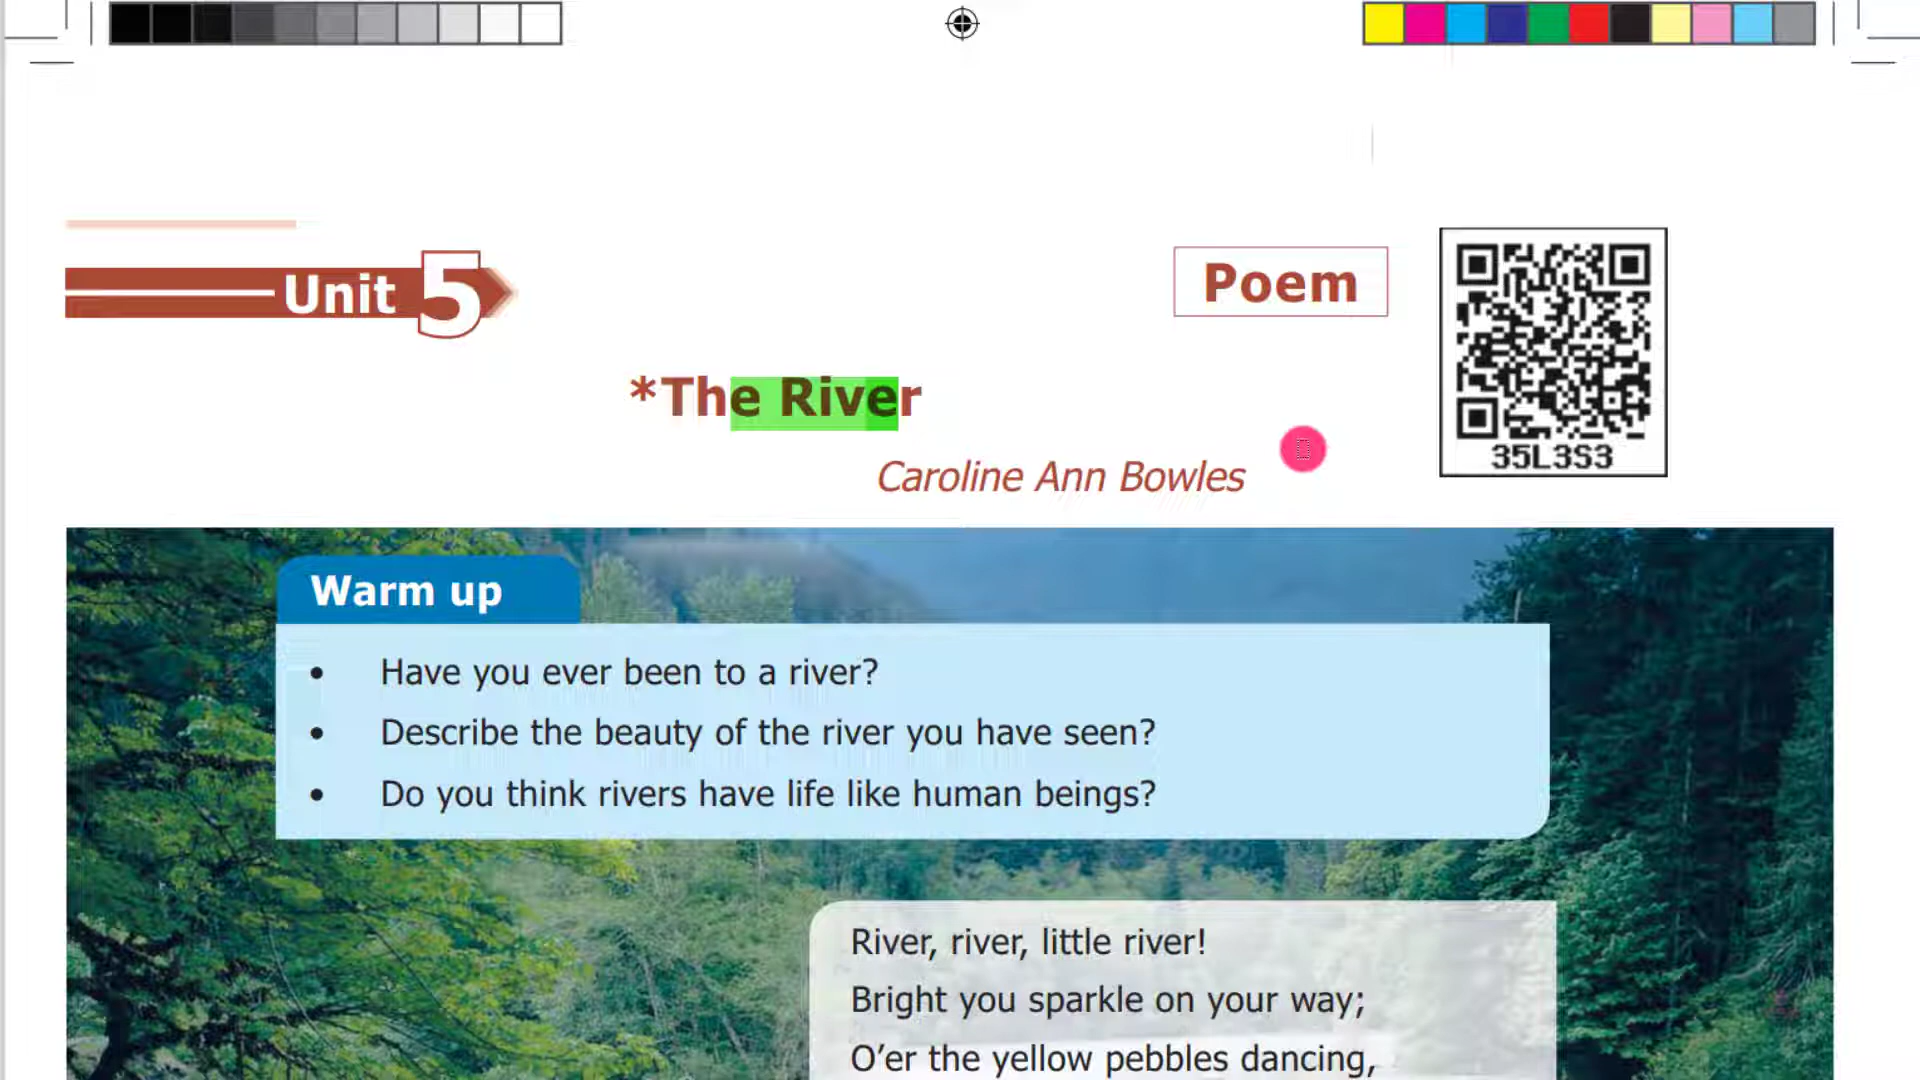 Unit 5
Poem
*The River
Caroline Ann Bowles
35L3S3
Warm up
• Have you ever been to a river?
• Describe the beauty of the river you have seen?
• Do you think rivers have life like human beings?
River, river, little river!
Bright you sparkle on your way;
O’er the yellow pebbles dancing,